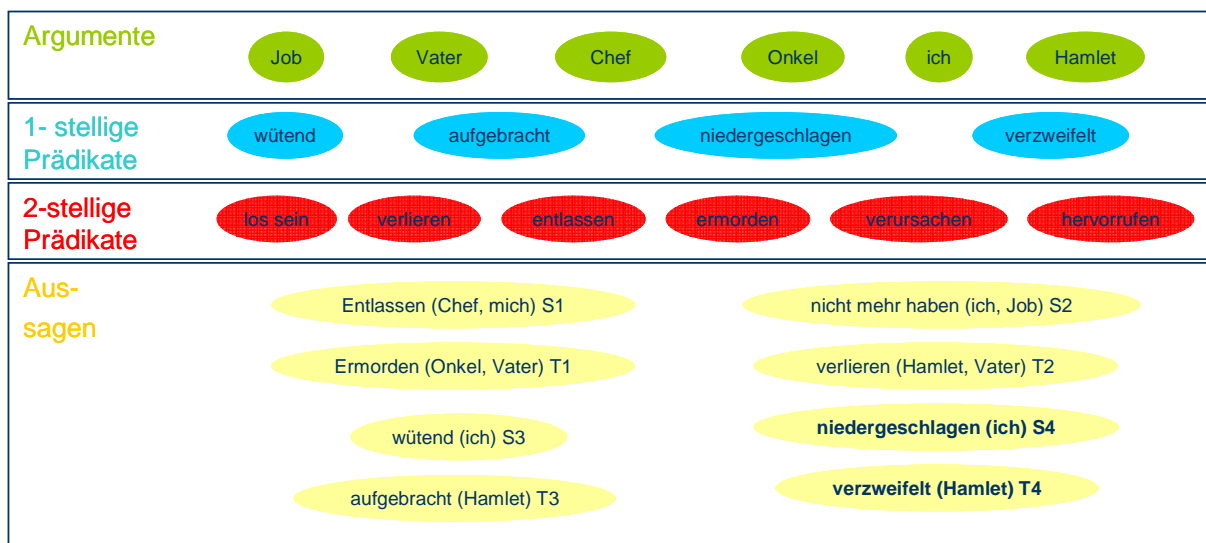 Argumente
Job Vater Chef Onkel ich Hamlet
1- stellige
Prädikate
wütend aufgebracht niedergeschlagen verzweifelt
2-stellige
Prädikate
los sein verlieren entlassen ermorden verursachen hervorrufen
Aus-
sagen
Entlassen (Chef, mich) S1 nicht mehr haben (ich, Job) S2
Ermorden (Onkel, Vater) T1 verlieren (Hamlet, Vater) T2
wütend (ich) S3 niedergeschlagen (ich) S4
aufgebracht (Hamlet) T3 verzweifelt (Hamlet) T4